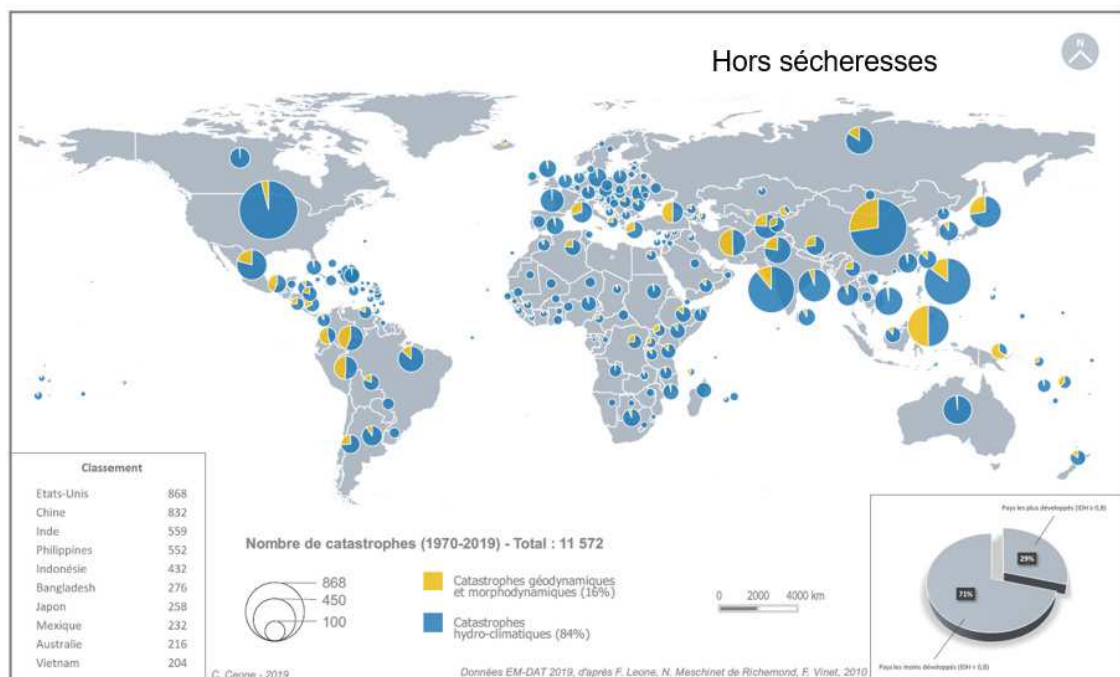 Hors sécheresses
N
Classement
Etats-Unis 868
Chine 832
Inde 559
Philippines 552
Indonésie 432
Bangladesh 276
Japon 258
Mexique 232
Australie 216
Vietnam 204
Nombre de catastrophes (1970-2019) - Total : 11 572
868
450
100
Catastrophes géodynamiques
et morphodynamiques (16%)
Catastrophes
hydro-climatiques (84%)
0 2000 4000 km
Pays les plus développés (IDH ≥ 0,8)
29%
71%
Pays les moins développés (IDH < 0,8)
C. - 2019
Données EM-DAT 2019, d'après F. Leone, N. Meschinet de Richemond, F. Vinet, 2010